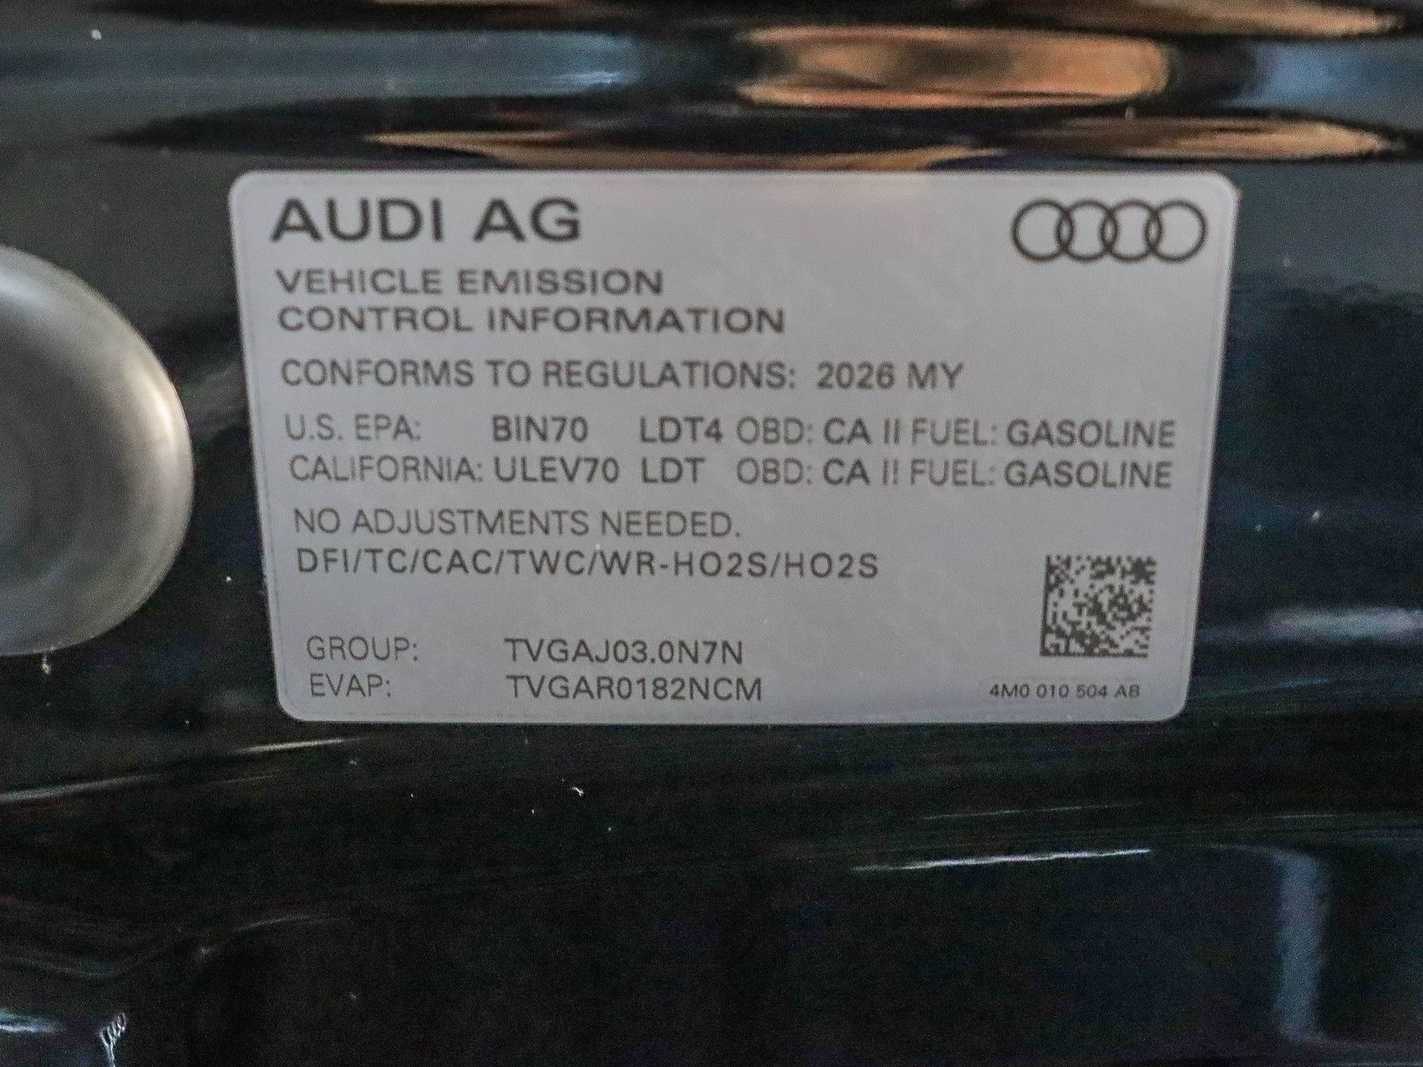 AUDI AG
VEHICLE EMISSION
CONTROL INFORMATION
CONFORMS TO REGULATIONS: 2026 MY
U.S. EPA: BIN70 LDT4 OBD: CA II FUEL: GASOLINE
CALIFORNIA: ULEV70 LDT OBD: CA II FUEL: GASOLINE
NO ADJUSTMENTS NEEDED.
DFI/TC/CAC/TWC/WR-HO2S/HO2S
GROUP: TVGAJ03.0N7N
EVAP: TVGAR0182NCM
4M0 010 504 AB